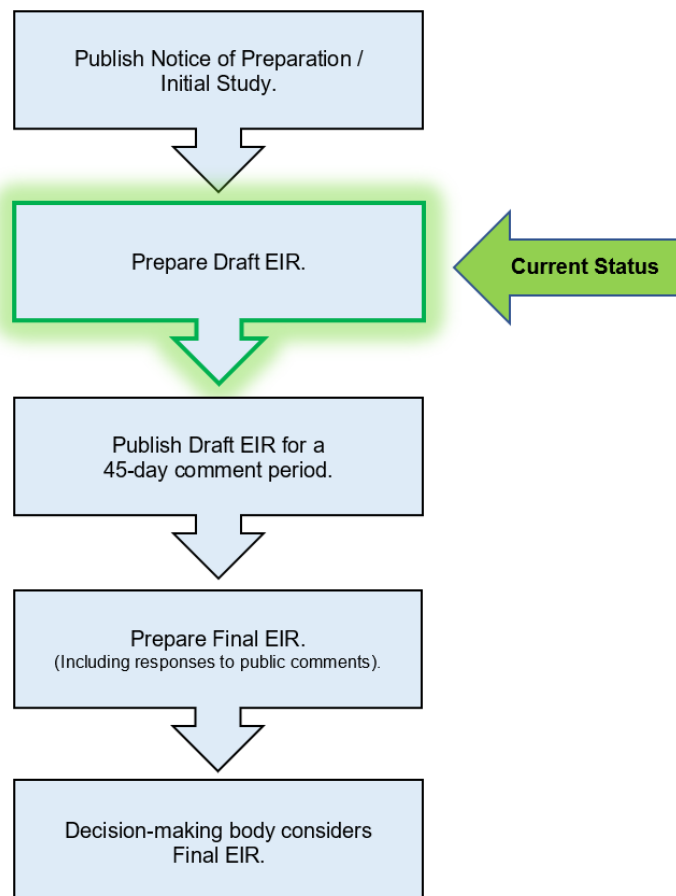 Publish Notice of Preparation /
Initial Study.
Prepare Draft EIR.
Current Status
Publish Draft EIR for a
45-day comment period.
Prepare Final EIR.
(Including responses to public comments).
Decision-making body considers
Final EIR.